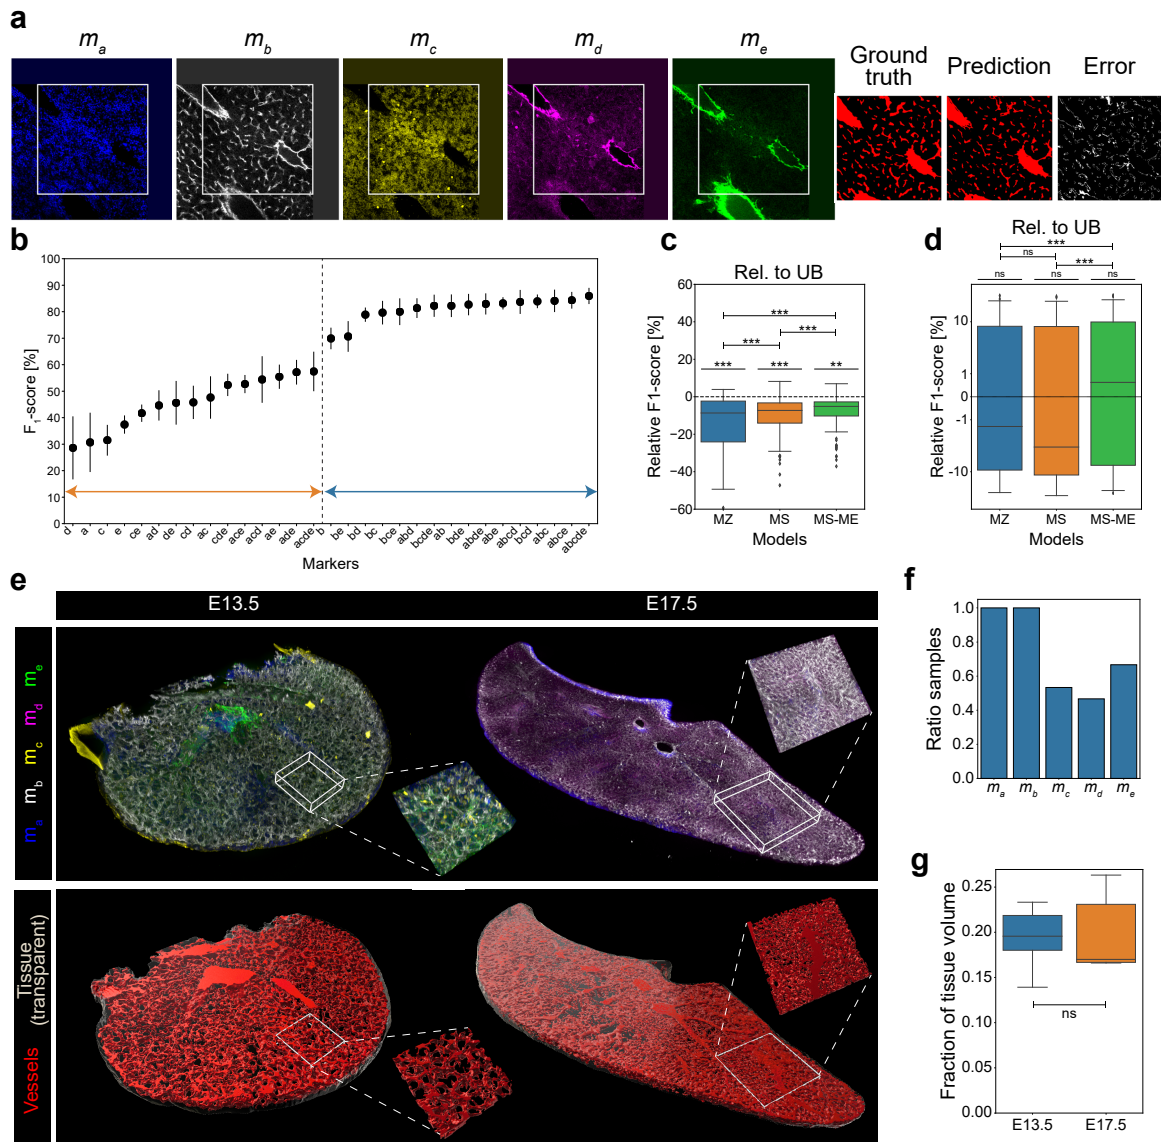 a
m_a m_b m_c m_d m_e
Ground truth
Prediction
Error
b
F1-score [%]
100
90
80
70
60
50
40
30
20
10
0
d a c e ce ad de cd ac cde ace acd ae ade acde b be bd bc bce abd bcde ab bde abde abe abcd bcd abc abce abcde
Markers
c
Rel. to UB
***
***
***
*** *** **
Relative F1-score [%]
60
40
20
0
−20
−40
−60
MZ MS MS-ME
Models
d
Rel. to UB
***
ns
***
ns ns ns
Relative F1-score [%]
10
1
0
-1
-10
MZ MS MS-ME
Models
e
E13.5 E17.5
m_a m_b m_c m_d m_e
Vessels
Tissue
(transparent)
f
Ratio samples
1.0
0.8
0.6
0.4
0.2
0.0
m_a m_b m_c m_d m_e
g
Fraction of tissue volume
0.25
0.20
0.15
0.20
0.00
ns
E13.5 E17.5